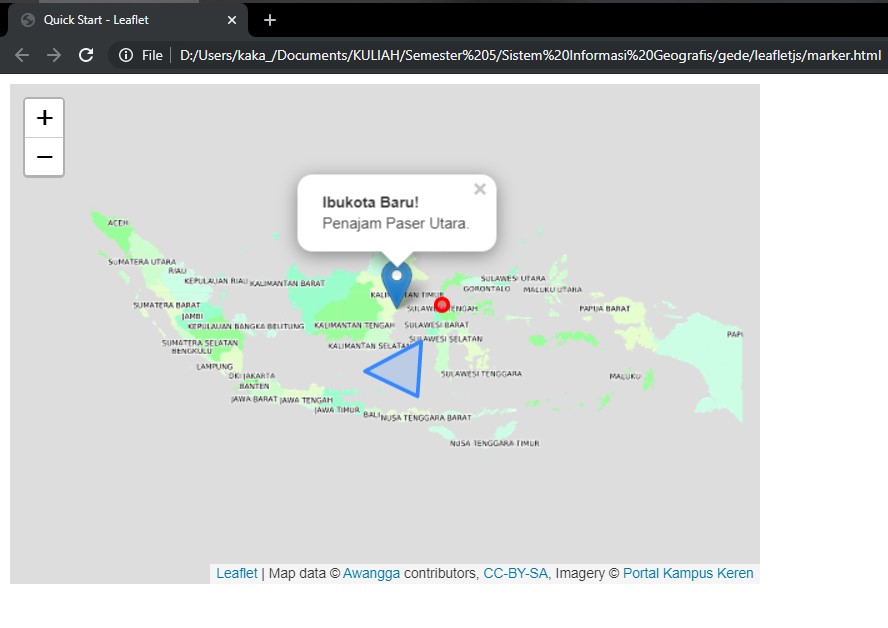 Quick Start - Leaflet
File | D:/Users/kaka_/Documents/KULIAH/Semester%205/Sistem%20Informasi%20Geografis/gede/leafletjs/marker.html
+
−
Ibukota Baru!
Penajam Paser Utara.
ACEH
SUMATERA UTARA
RIAU
KEPULAUAN RIAU
KALIMANTAN BARAT
SULAWESI UTARA
GORONTALO
MALUKU UTARA
SUMATERA BARAT
JAMBI
KEPULAUAN BANGKA BELITUNG
KALIMANTAN TENGAH
SULAWESI BARAT
PAPUA BARAT
SUMATERA SELATAN
BENGKULU
KALIMANTAN SELATAN
SULAWESI SELATAN
PAPU
LAMPUNG
DKI JAKARTA
BANTEN
SULAWESI TENGGARA
MALUKU
JAWA BARAT
JAWA TENGAH
JAWA TIMUR
BALI
NUSA TENGGARA BARAT
NUSA TENGGARA TIMUR
Leaflet | Map data © Awangga contributors, CC-BY-SA, Imagery © Portal Kampus Keren